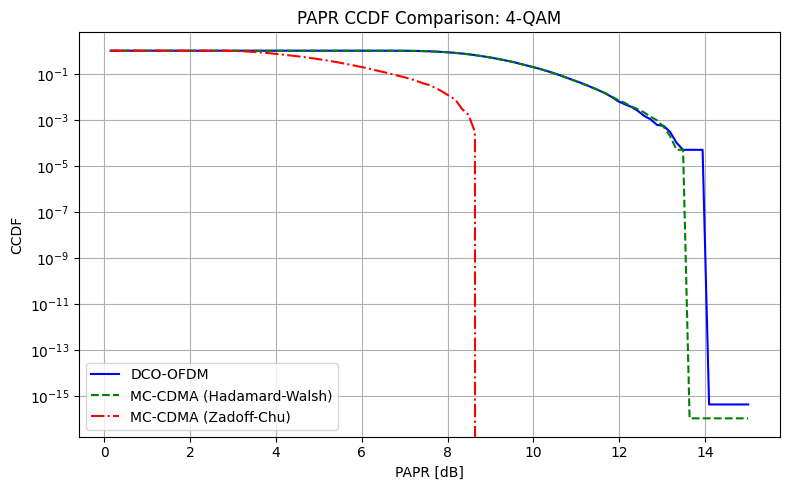 PAPR CCDF Comparison: 4-QAM
CCDF
10⁻¹
10⁻³
10⁻⁵
10⁻⁷
10⁻⁹
10⁻¹¹
10⁻¹³
10⁻¹⁵
DCO-OFDM
MC-CDMA (Hadamard-Walsh)
MC-CDMA (Zadoff-Chu)
0 2 4 6 8 10 12 14
PAPR [dB]